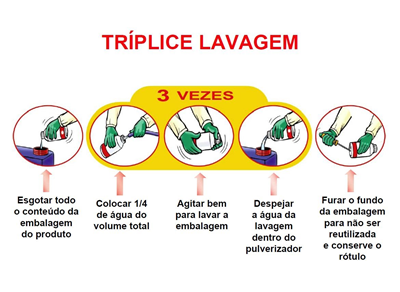 TRÍPLICE LAVAGEM
3 VEZES
Esgotar todo
o conteúdo da
embalagem
do produto
Colocar 1/4
de água do
volume total
Agitar bem
para lavar a
embalagem
Despejar
a água da
lavagem
dentro do
pulverizador
Furar o fundo
da embalagem
para não ser
reutilizada
e conserve o
rótulo